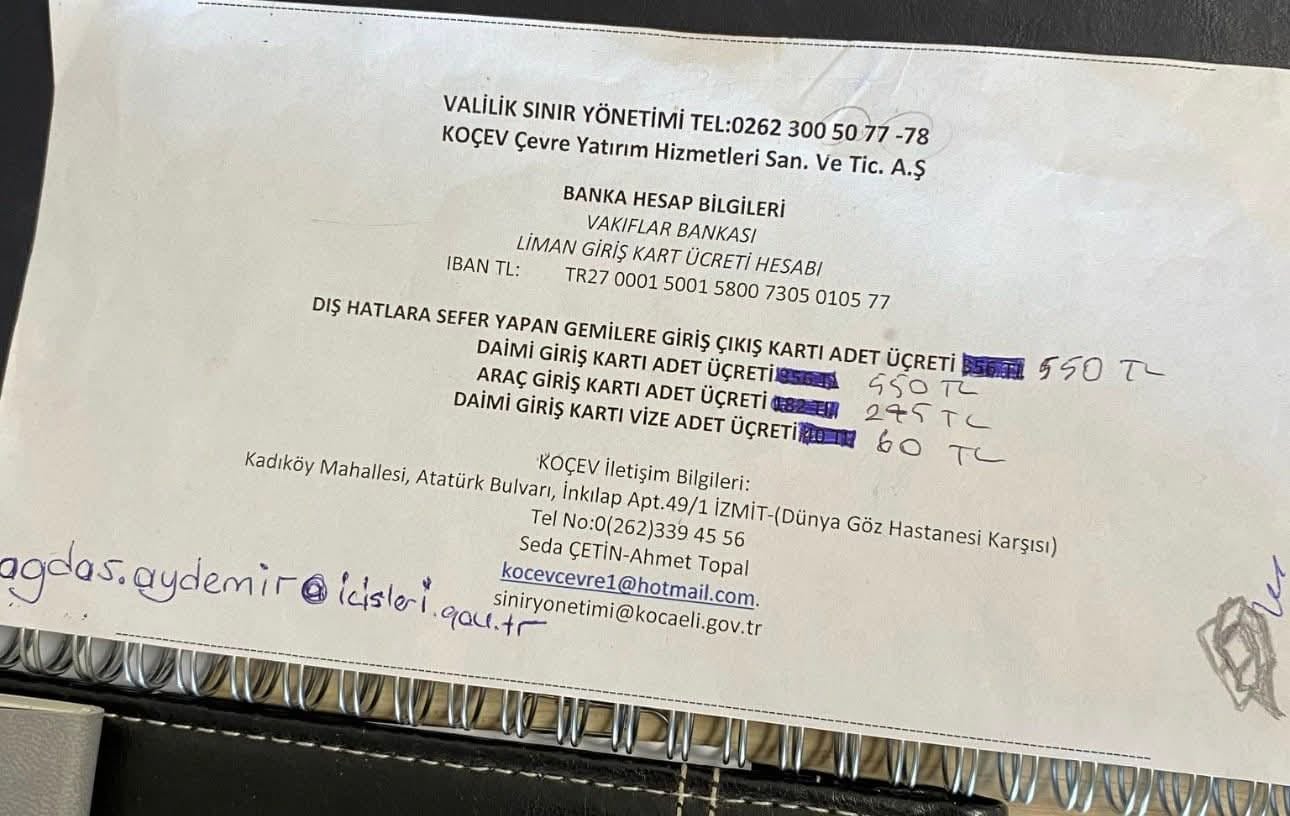 VALİLİK SINIR YÖNETİMİ TEL:0262 300 50 77 -78
KOÇEV Çevre Yatırım Hizmetleri San. Ve Tic. A.Ş
BANKA HESAP BİLGİLERİ
VAKIFLAR BANKASI
LİMAN GİRİŞ KART ÜCRETİ HESABI
IBAN TL: TR27 0001 5001 5800 7305 0105 77
DIŞ HATLARA SEFER YAPAN GEMİLERE GİRİŞ ÇIKIŞ KARTI ADET ÜÇRETİ 550 TL
DAİMİ GİRİŞ KARTI ADET ÜÇRETİ 550 TL
ARAÇ GİRİŞ KARTI ADET ÜÇRETİ 275 TL
DAİMİ GİRİŞ KARTI VİZE ADET ÜÇRETİ 60 TL
KOÇEV İletişim Bilgileri:
Kadıköy Mahallesi, Atatürk Bulvarı, İnkılap Apt.49/1 İZMİT-(Dünya Göz Hastanesi Karşısı)
Tel No:0(262)339 45 56
Seda ÇETİN-Ahmet Topal
kocevcevre1@hotmail.com.
siniryonetimi@kocaeli.gov.tr
agdas.aydemir@icisleri.gov.tr